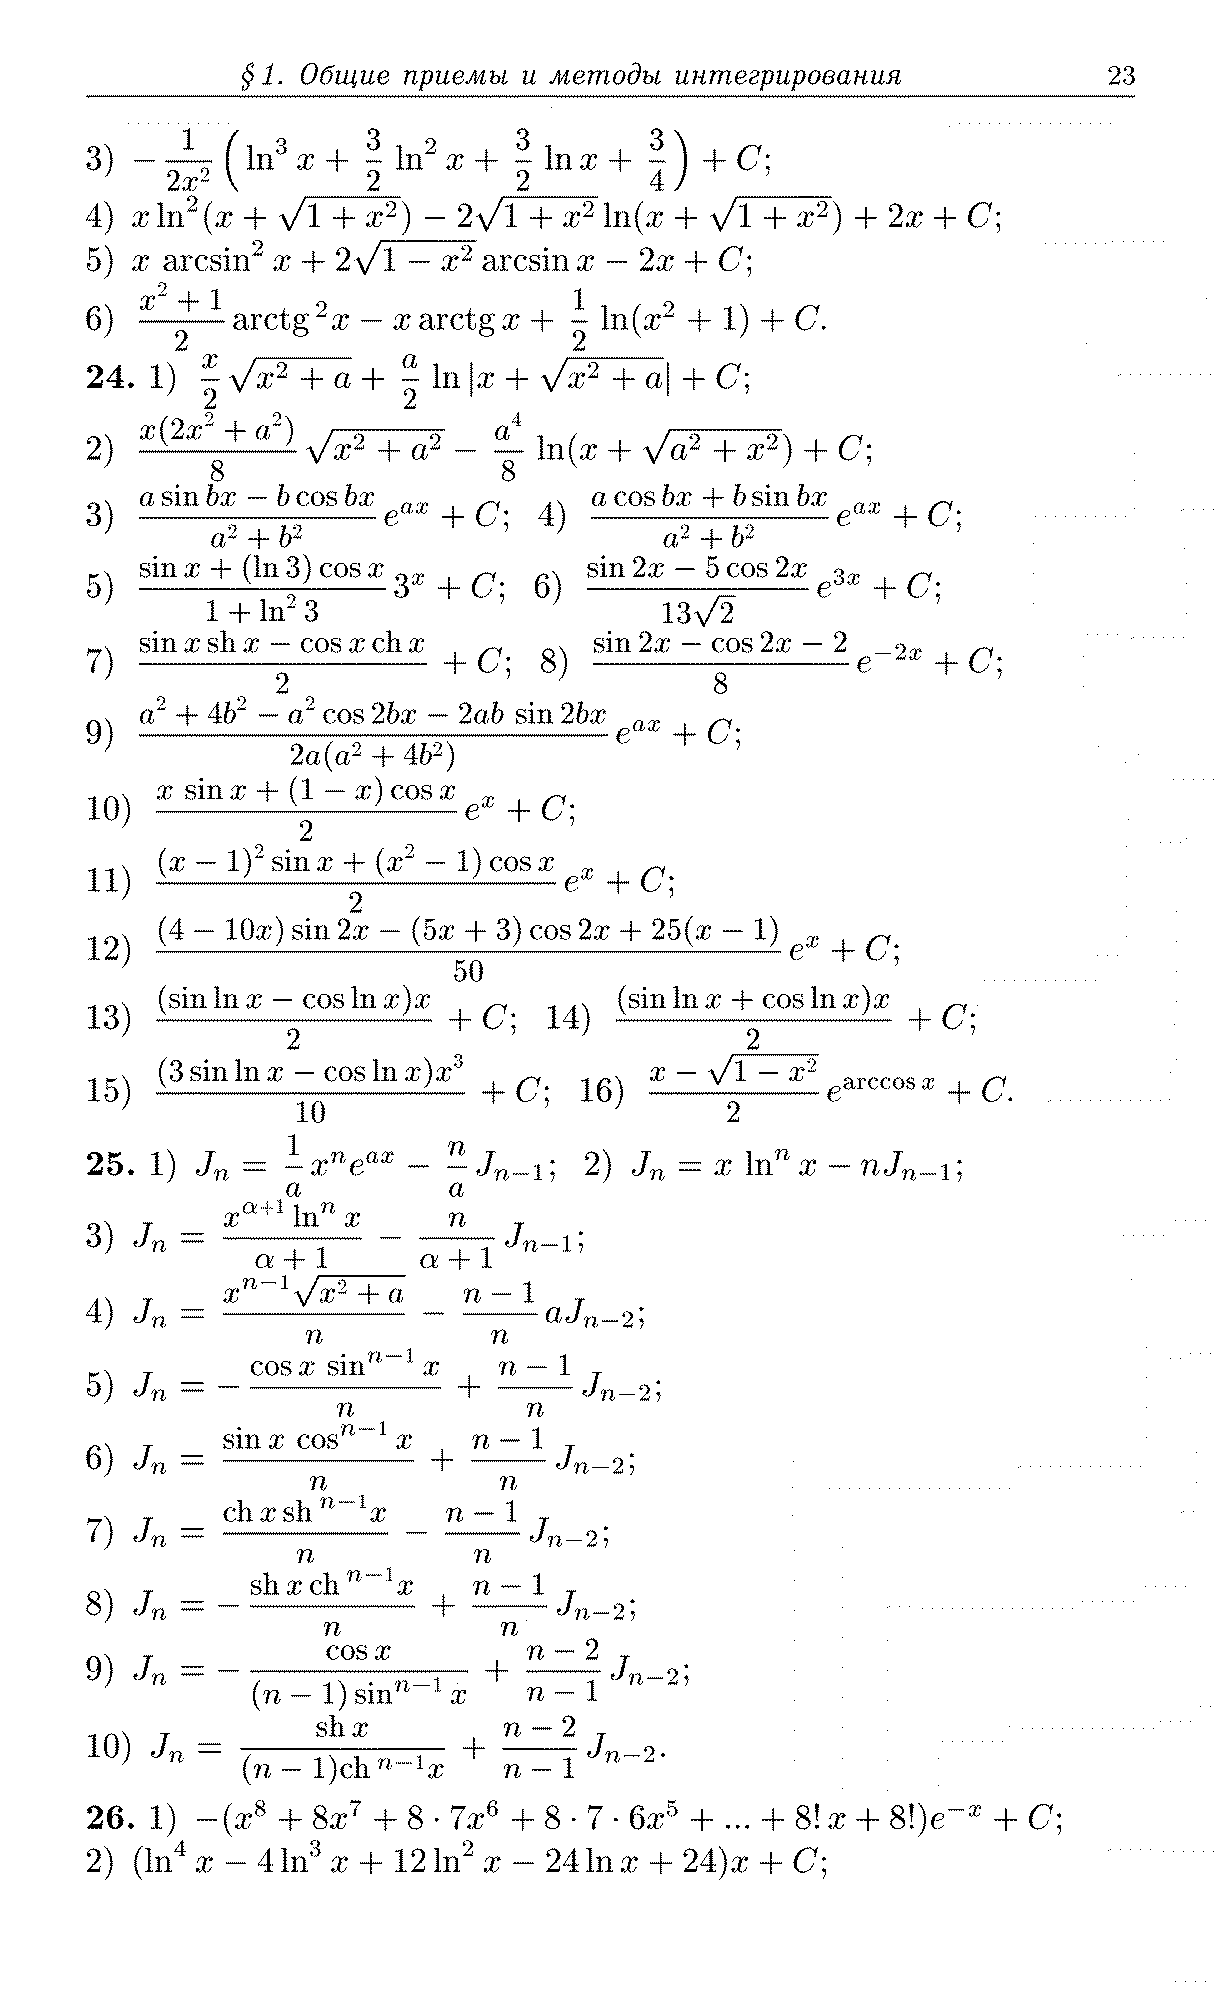 § 1. Общие приемы и методы интегрирования 23
3) $-\frac{1}{2x^2}\left(\ln^3 x + \frac{3}{2}\ln^2 x + \frac{3}{2}\ln x + \frac{3}{4}\right) + C$;
4) $x\ln^2(x + \sqrt{1 + x^2}) - 2\sqrt{1 + x^2}\ln(x + \sqrt{1 + x^2}) + 2x + C$;
5) $x \arcsin^2 x + 2\sqrt{1 - x^2}\arcsin x - 2x + C$;
6) $\frac{x^2 + 1}{2}\operatorname{arctg}^2 x - x\operatorname{arctg} x + \frac{1}{2}\ln(x^2 + 1) + C$.
24. 1) $\frac{x}{2}\sqrt{x^2 + a} + \frac{a}{2}\ln|x + \sqrt{x^2 + a}| + C$;
2) $\frac{x(2x^2 + a^2)}{8}\sqrt{x^2 + a^2} - \frac{a^4}{8}\ln(x + \sqrt{a^2 + x^2}) + C$;
3) $\frac{a\sin bx - b\cos bx}{a^2 + b^2}e^{ax} + C$; 4) $\frac{a\cos bx + b\sin bx}{a^2 + b^2}e^{ax} + C$;
5) $\frac{\sin x + (\ln 3)\cos x}{1 + \ln^2 3}3^x + C$; 6) $\frac{\sin 2x - 5\cos 2x}{13\sqrt{2}}e^{3x} + C$;
7) $\frac{\sin x \operatorname{sh} x - \cos x \operatorname{ch} x}{2} + C$; 8) $\frac{\sin 2x - \cos 2x - 2}{8}e^{-2x} + C$;
9) $\frac{a^2 + 4b^2 - a^2\cos 2bx - 2ab\sin 2bx}{2a(a^2 + 4b^2)}e^{ax} + C$;
10) $\frac{x\sin x + (1 - x)\cos x}{2}e^x + C$;
11) $\frac{(x - 1)^2\sin x + (x^2 - 1)\cos x}{2}e^x + C$;
12) $\frac{(4 - 10x)\sin 2x - (5x + 3)\cos 2x + 25(x - 1)}{50}e^x + C$;
13) $\frac{(\sin\ln x - \cos\ln x)x}{2} + C$; 14) $\frac{(\sin\ln x + \cos\ln x)x}{2} + C$;
15) $\frac{(3\sin\ln x - \cos\ln x)x^3}{10} + C$; 16) $\frac{x - \sqrt{1 - x^2}}{2}e^{\arccos x} + C$.
25. 1) $J_n = \frac{1}{a}x^n e^{ax} - \frac{n}{a}J_{n-1}$; 2) $J_n = x\ln^n x - nJ_{n-1}$;
3) $J_n = \frac{x^{\alpha+1}\ln^n x}{\alpha + 1} - \frac{n}{\alpha + 1}J_{n-1}$;
4) $J_n = \frac{x^{n-1}\sqrt{x^2 + a}}{n} - \frac{n - 1}{n}aJ_{n-2}$;
5) $J_n = -\frac{\cos x \sin^{n-1} x}{n} + \frac{n - 1}{n}J_{n-2}$;
6) $J_n = \frac{\sin x \cos^{n-1} x}{n} + \frac{n - 1}{n}J_{n-2}$;
7) $J_n = \frac{\operatorname{ch} x \operatorname{sh}^{n-1} x}{n} - \frac{n - 1}{n}J_{n-2}$;
8) $J_n = -\frac{\operatorname{sh} x \operatorname{ch}^{n-1} x}{n} + \frac{n - 1}{n}J_{n-2}$;
9) $J_n = -\frac{\cos x}{(n - 1)\sin^{n-1} x} + \frac{n - 2}{n - 1}J_{n-2}$;
10) $J_n = \frac{\operatorname{sh} x}{(n - 1)\operatorname{ch}^{n-1} x} + \frac{n - 2}{n - 1}J_{n-2}$.
26. 1) $-(x^8 + 8x^7 + 8 \cdot 7x^6 + 8 \cdot 7 \cdot 6x^5 + ... + 8!\,x + 8!)e^{-x} + C$;
2) $(\ln^4 x - 4\ln^3 x + 12\ln^2 x - 24\ln x + 24)x + C$;